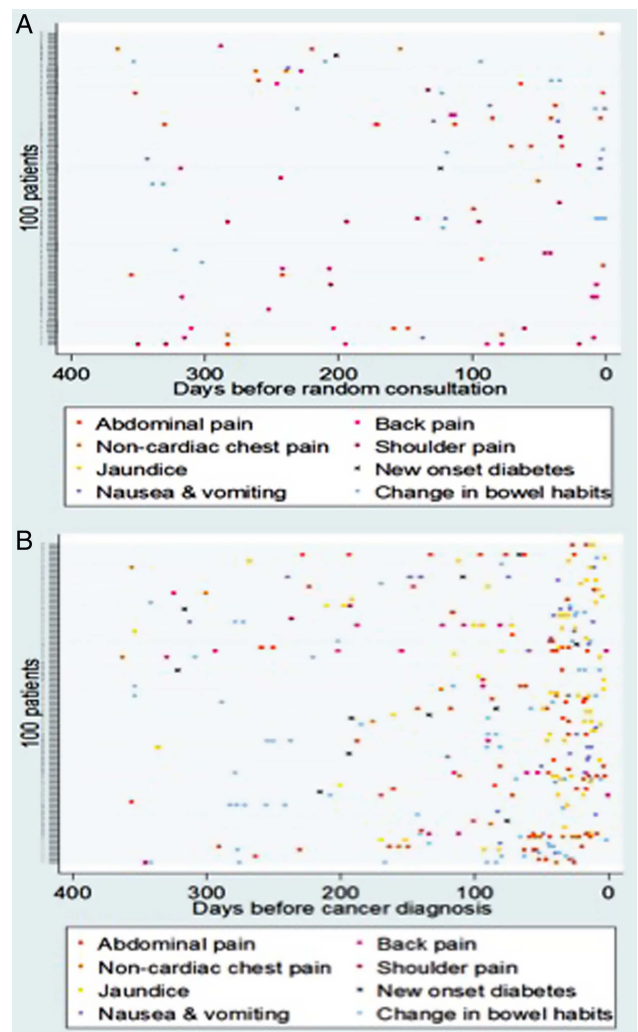 A
100 patients
400 300 200 100 0
Days before random consultation
Abdominal pain Back pain
Non-cardiac chest pain Shoulder pain
Jaundice New onset diabetes
Nausea & vomiting Change in bowel habits
B
100 patients
400 300 200 100 0
Days before cancer diagnosis
Abdominal pain Back pain
Non-cardiac chest pain Shoulder pain
Jaundice New onset diabetes
Nausea & vomiting Change in bowel habits